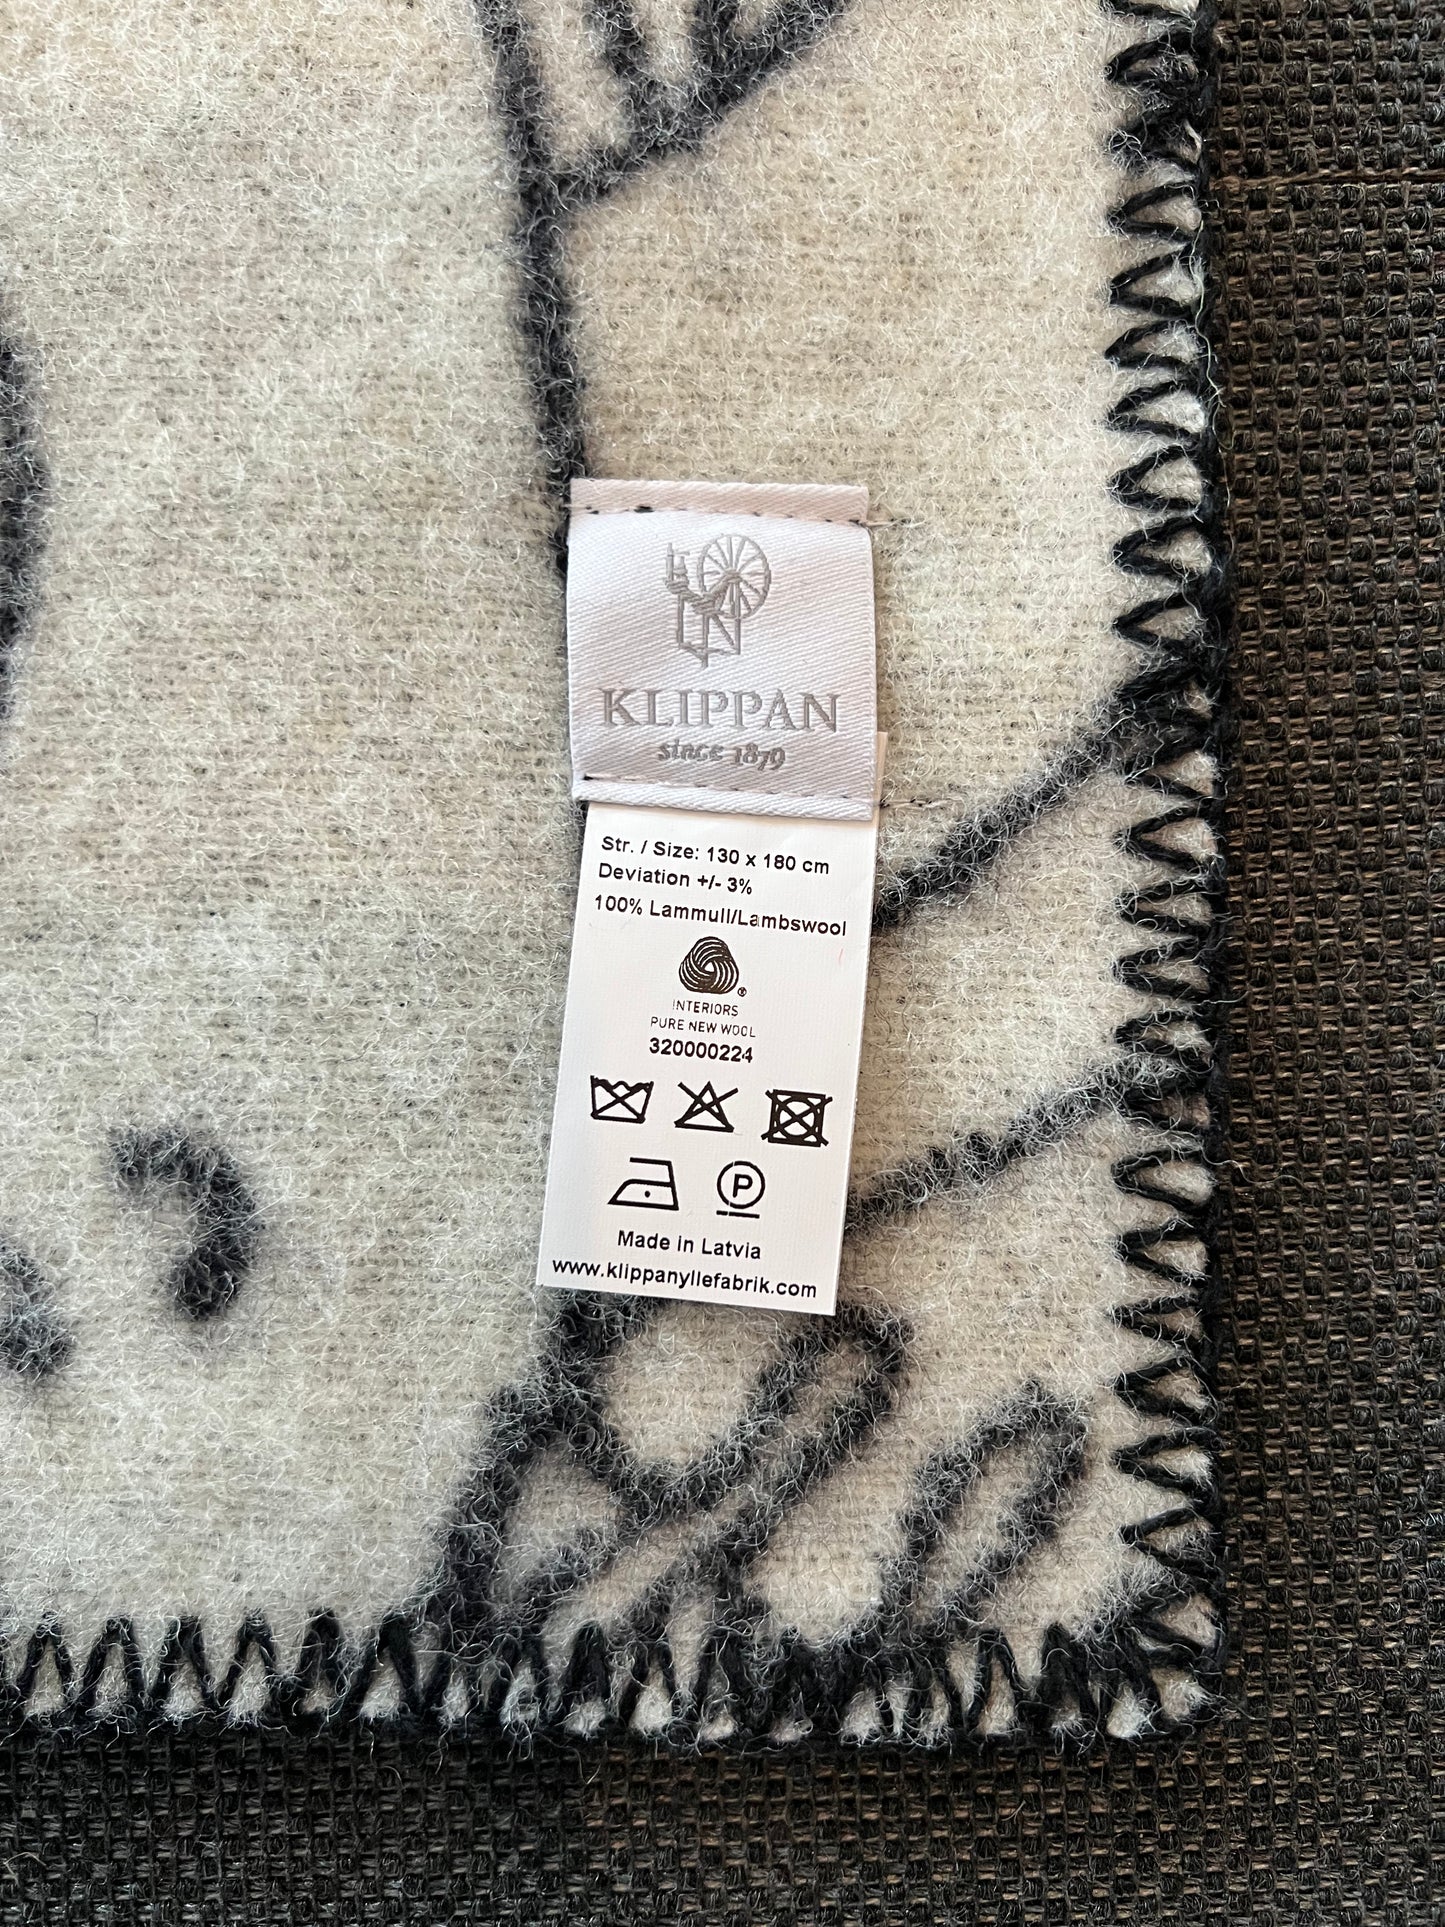 KLIPPAN
since 1879
Str. / Size: 130 x 180 cm
Deviation +/- 3%
100% Lammull/Lambswool
®
INTERIORS
PURE NEW WOOL
320000224
P
Made in Latvia
www.klippanyllefabrik.com